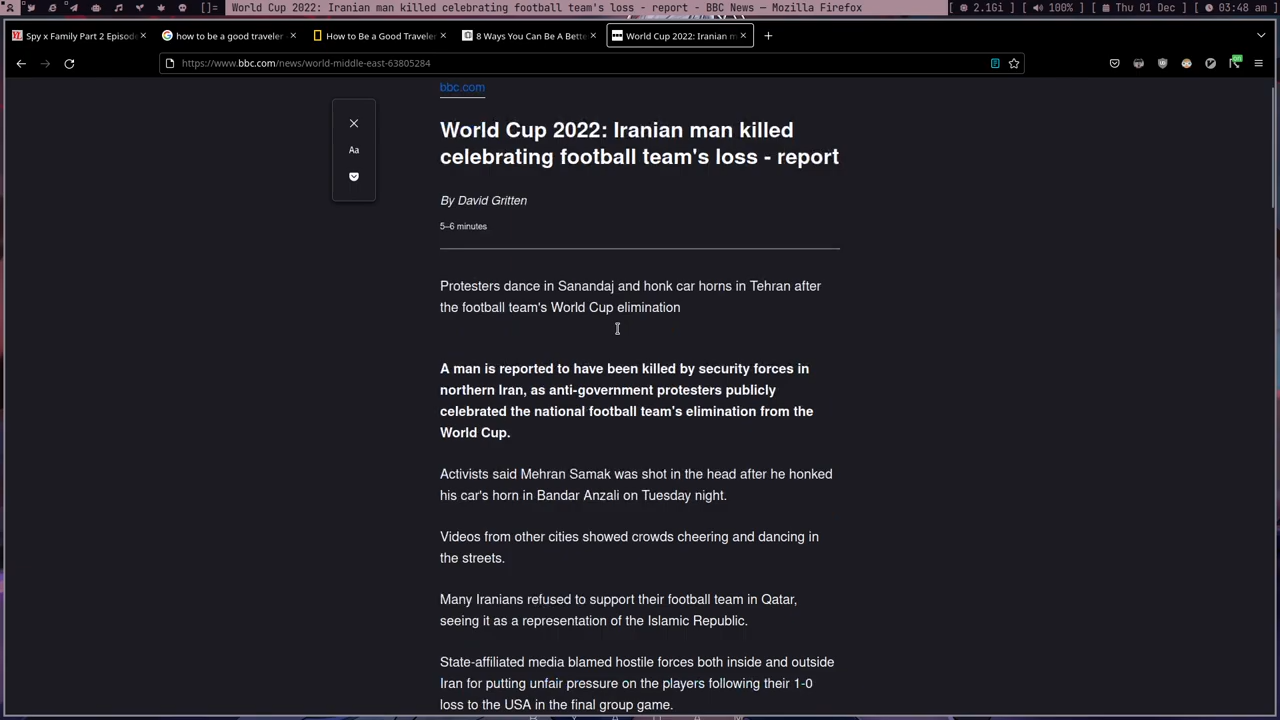 World Cup 2022: Iranian man killed celebrating football team's loss - report - BBC News — Mozilla Firefox
2.1Gi
100%
Thu 01 Dec
03:48 am
Spy x Family Part 2 Episode
how to be a good traveler
How to Be a Good Traveler
8 Ways You Can Be A Bette
World Cup 2022: Iranian m
https://www.bbc.com/news/world-middle-east-63805284
on
bbc.com
World Cup 2022: Iranian man killed
celebrating football team's loss - report
Aa
By David Gritten
5–6 minutes
Protesters dance in Sanandaj and honk car horns in Tehran after
the football team's World Cup elimination
A man is reported to have been killed by security forces in
northern Iran, as anti-government protesters publicly
celebrated the national football team's elimination from the
World Cup.
Activists said Mehran Samak was shot in the head after he honked
his car's horn in Bandar Anzali on Tuesday night.
Videos from other cities showed crowds cheering and dancing in
the streets.
Many Iranians refused to support their football team in Qatar,
seeing it as a representation of the Islamic Republic.
State-affiliated media blamed hostile forces both inside and outside
Iran for putting unfair pressure on the players following their 1-0
loss to the USA in the final group game.